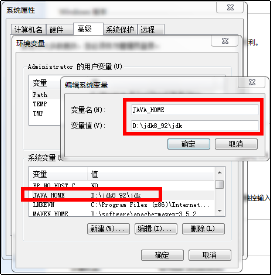 系统属性
计算机名 硬件 高级 系统保护 远程
环境变量
Administrator 的用户变量(U)
变量
Path
TEMP
TMP
编辑系统变量
变量名(N):
JAVA_HOME
变量值(V):
D:\jdk8_92\jdk
确定
取消
系统变量(S)
变量 值
JAVA_HOME D:\jdk8_92\jdk
C:\Program Files (x86)\Internet...
MAVEN_HOME D:\software\apache-maven-3.5.2
新建(W)... 编辑(I)... 删除(L)
确定 取消